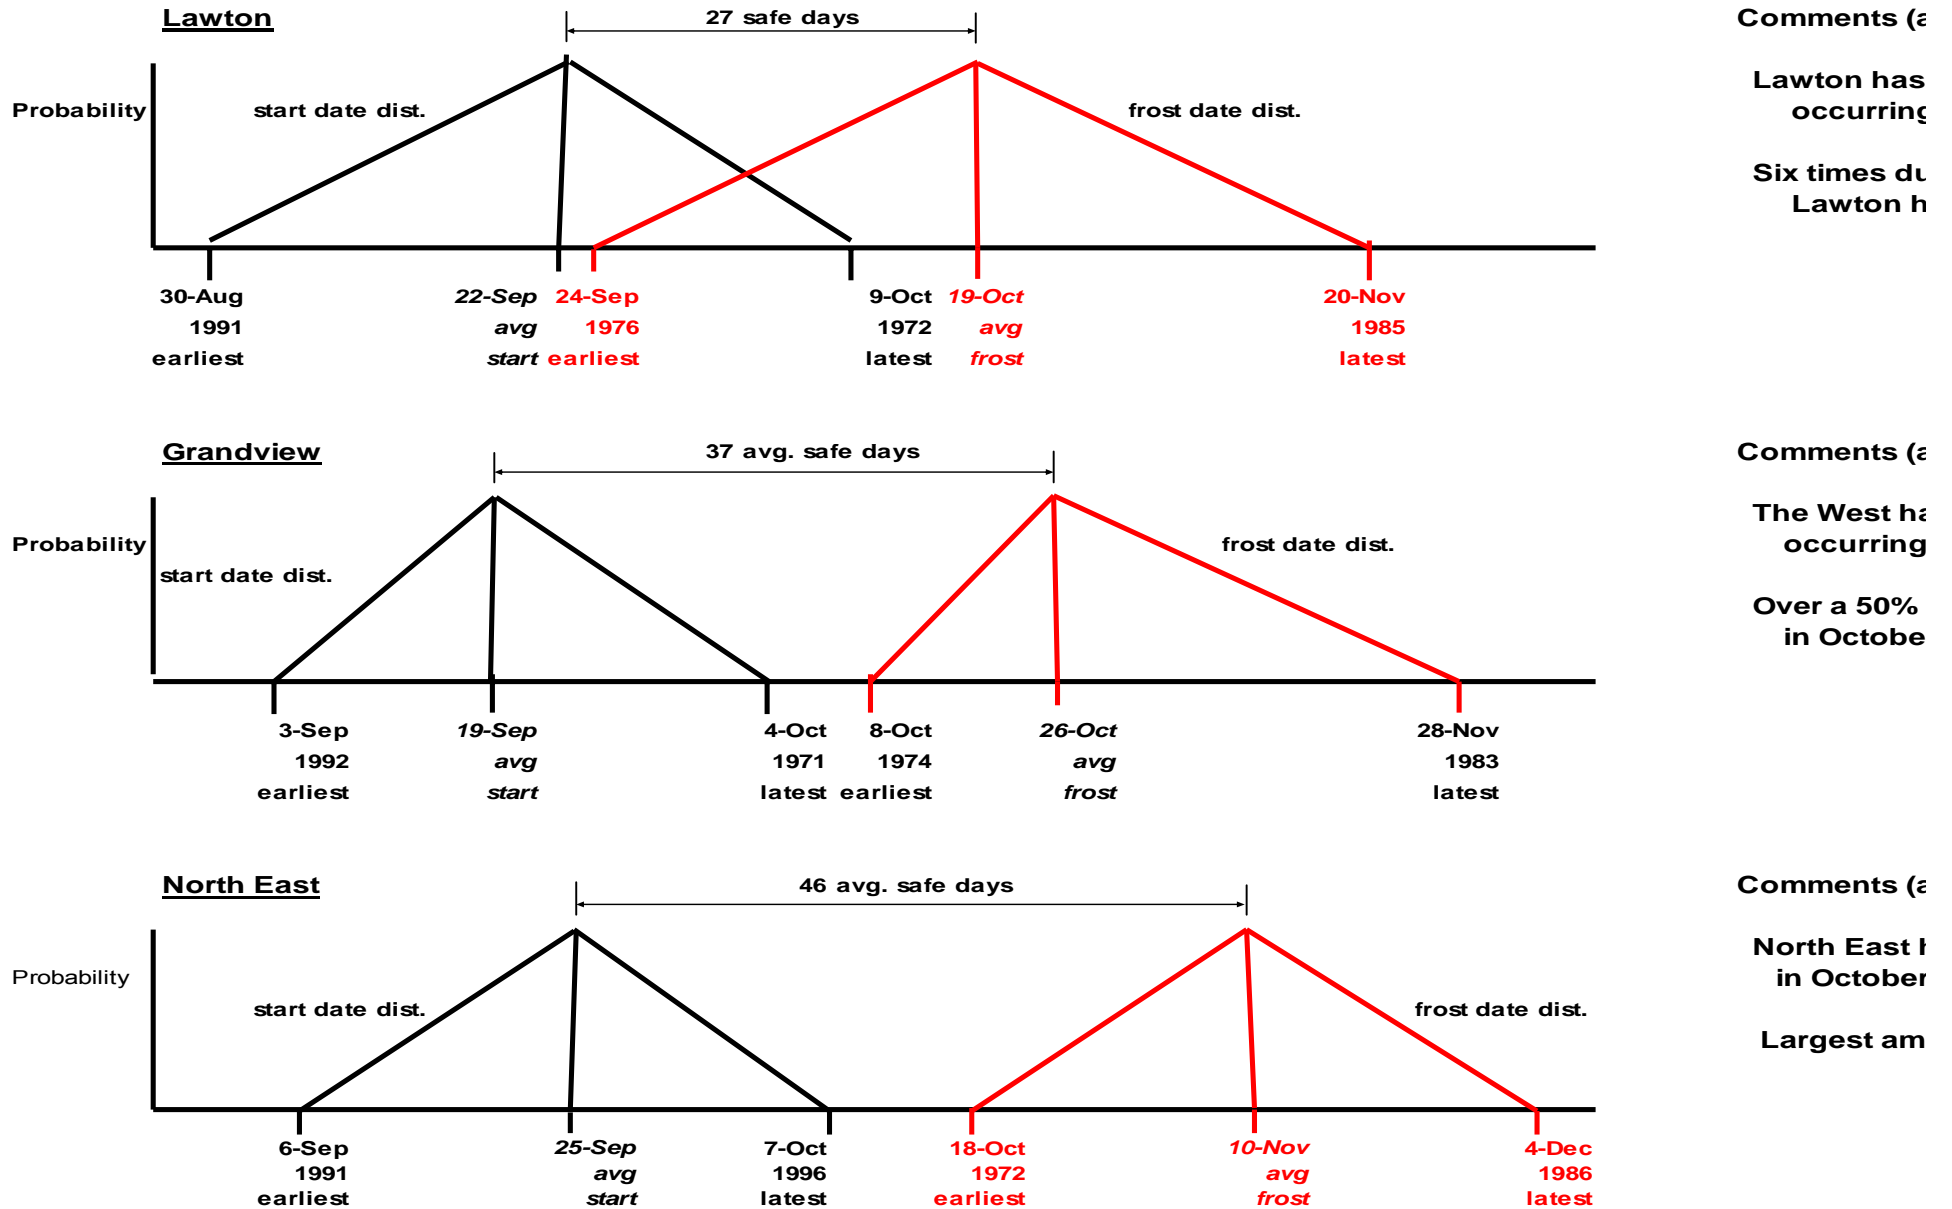 Lawton
27 safe days
Comments (a
Probability
start date dist.
frost date dist.
Lawton has
occurring
Six times du
Lawton h
30-Aug 22-Sep 24-Sep 9-Oct 19-Oct 20-Nov
1991 avg 1976 1972 avg 1985
earliest start earliest latest frost latest
Grandview
37 avg. safe days
Comments (a
Probability
start date dist.
frost date dist.
The West ha
occurring
Over a 50%
in Octobe
3-Sep 19-Sep 4-Oct 8-Oct 26-Oct 28-Nov
1992 avg 1971 1974 avg 1983
earliest start latest earliest frost latest
North East
46 avg. safe days
Comments (a
Probability
start date dist.
frost date dist.
North East h
in October
Largest am
6-Sep 25-Sep 7-Oct 18-Oct 10-Nov 4-Dec
1991 avg 1996 1972 avg 1986
earliest start latest earliest frost latest